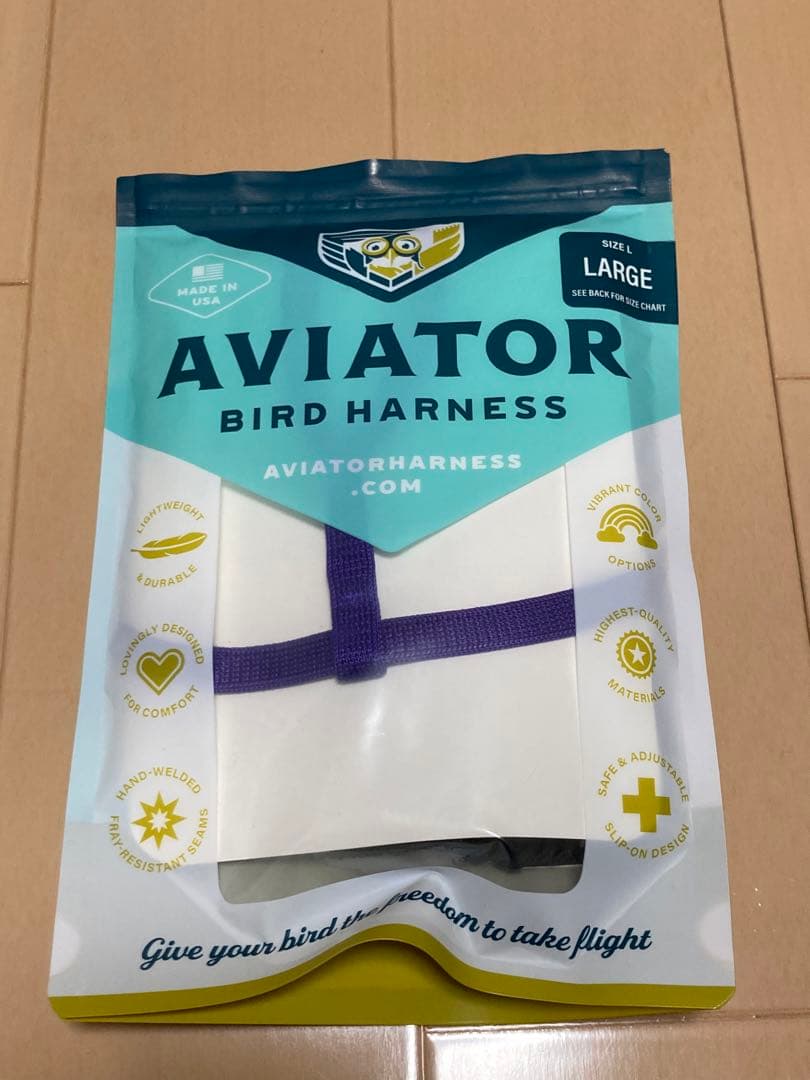 MADE IN
USA
SIZE L
LARGE
SEE BACK FOR SIZE CHART
AVIATOR
BIRD HARNESS
AVIATORHARNESS
.COM
LIGHTWEIGHT
& DURABLE
VIBRANT COLOR
OPTIONS
LOVINGLY DESIGNED
FOR COMFORT
HIGHEST-QUALITY
MATERIALS
HAND-WELDED
FRAY-RESISTANT SEAMS
SAFE & ADJUSTABLE
SLIP-ON DESIGN
Give your bird the freedom to take flight